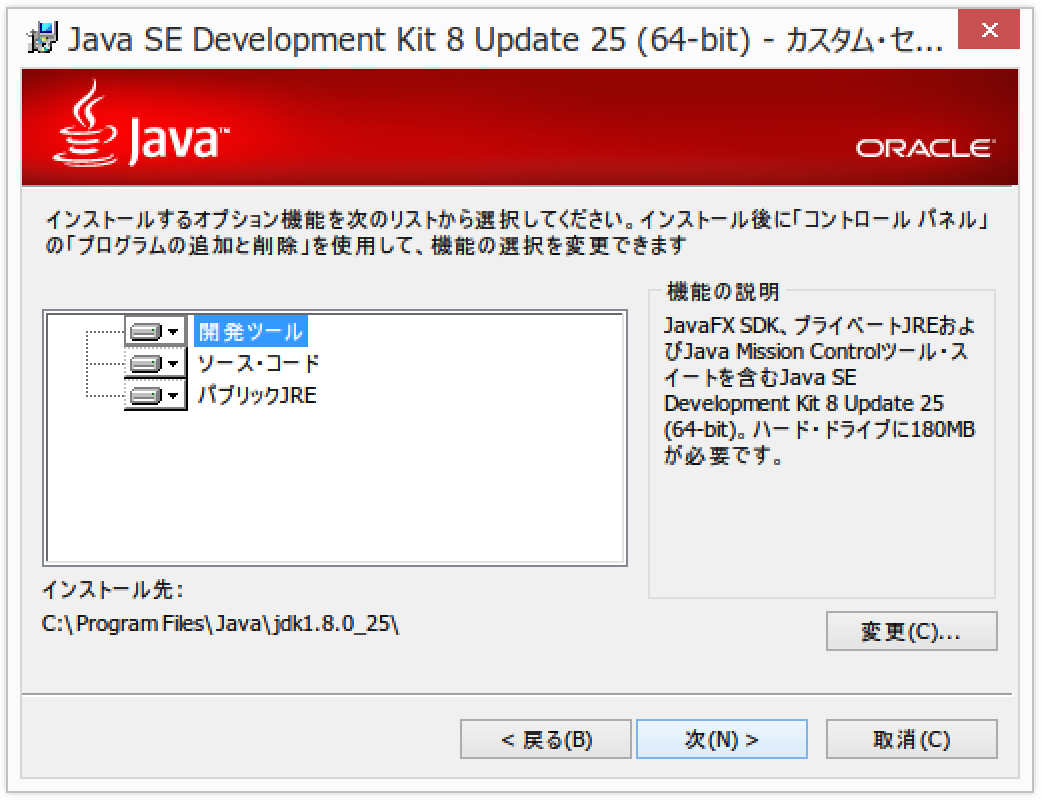 Java SE Development Kit 8 Update 25 (64-bit) - カスタム・セ...
Java™
ORACLE
インストールするオプション機能を次のリストから選択してください。インストール後に「コントロール パネル」
の「プログラムの追加と削除」を使用して、機能の選択を変更できます
開発ツール
ソース・コード
パブリックJRE
機能の説明
JavaFX SDK、プライベートJREおよ
びJava Mission Controlツール・ス
イートを含むJava SE
Development Kit 8 Update 25
(64-bit)。ハード・ドライブに180MB
が必要です。
インストール先:
C:\Program Files\Java\jdk1.8.0_25\
変更(C)...
< 戻る(B)
次(N) >
取消(C)